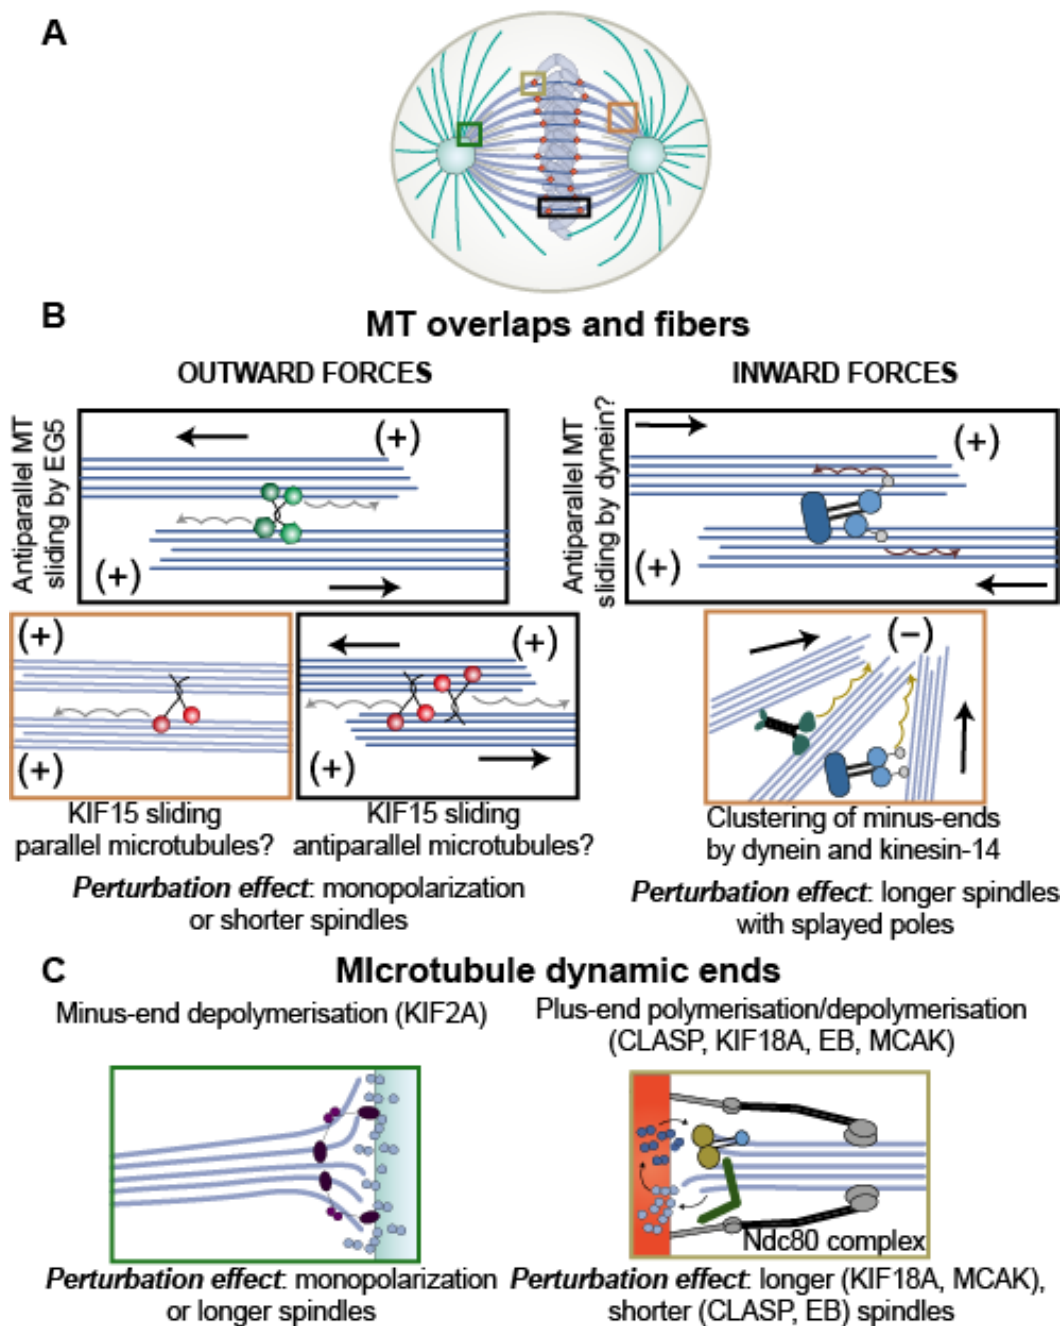 A
B
MT overlaps and fibers
OUTWARD FORCES
INWARD FORCES
Antiparallel MT
sliding by EG5
(+)
(+)
Antiparallel MT
sliding by dynein?
(+)
(+)
(+)
(+)
(+)
(+)
(−)
KIF15 sliding
parallel microtubules?
KIF15 sliding
antiparallel microtubules?
Clustering of minus-ends
by dynein and kinesin-14
Perturbation effect: monopolarization
or shorter spindles
Perturbation effect: longer spindles
with splayed poles
C
MIcrotubule dynamic ends
Minus-end depolymerisation (KIF2A)
Plus-end polymerisation/depolymerisation
(CLASP, KIF18A, EB, MCAK)
Ndc80 complex
Perturbation effect: monopolarization
or longer spindles
Perturbation effect: longer (KIF18A, MCAK),
shorter (CLASP, EB) spindles